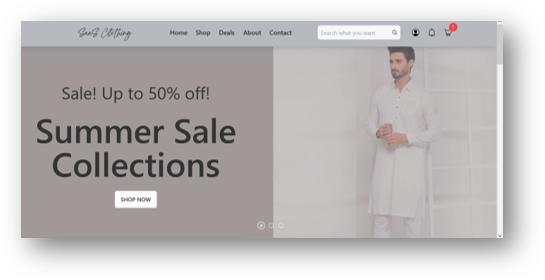 SanS Clothing
Home Shop Deals About Contact
Search what you want
1
Sale! Up to 50% off!
Summer Sale
Collections
SHOP NOW